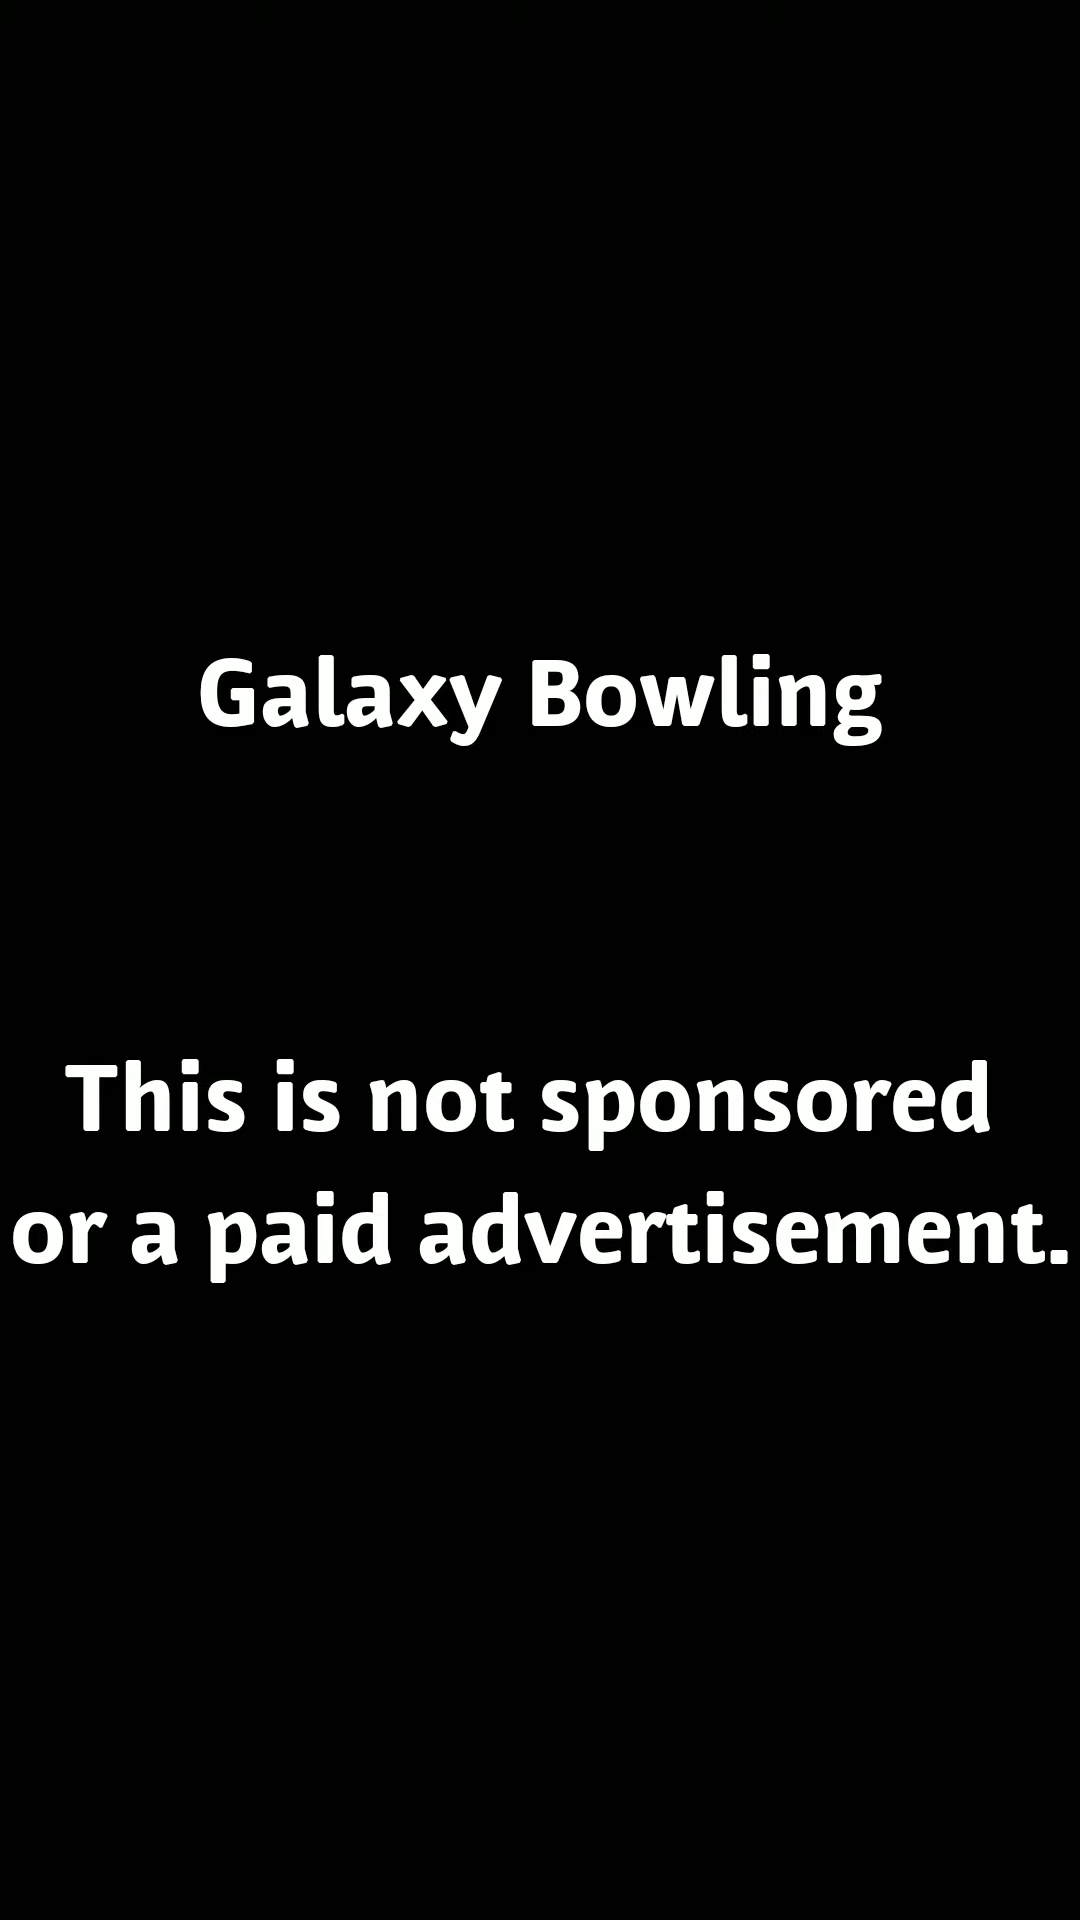 Galaxy Bowling
This is not sponsored
or a paid advertisement.